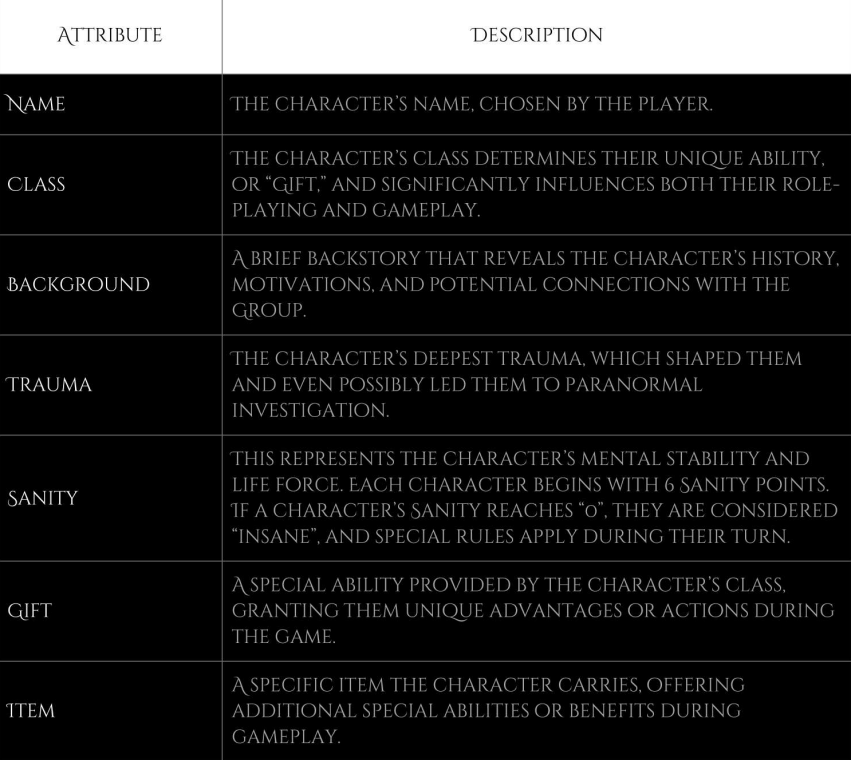 Attribute Description
Name The character's name, chosen by the player.
The character's class determines their unique ability,
Class or “Gift,” and significantly influences both their role-
playing and gameplay.
A brief backstory that reveals the character's history,
Background motivations, and potential connections with the
Group.
The character's deepest trauma, which shaped them
Trauma and even possibly led them to paranormal
investigation.
This represents the character's mental stability and
life force. Each character begins with 6 Sanity points.
Sanity
If a character's Sanity reaches “0”, they are considered
“insane”, and special rules apply during their turn.
A special ability provided by the character's class,
Gift granting them unique advantages or actions during
the game.
A specific item the character carries, offering
Item additional special abilities or benefits during
gameplay.